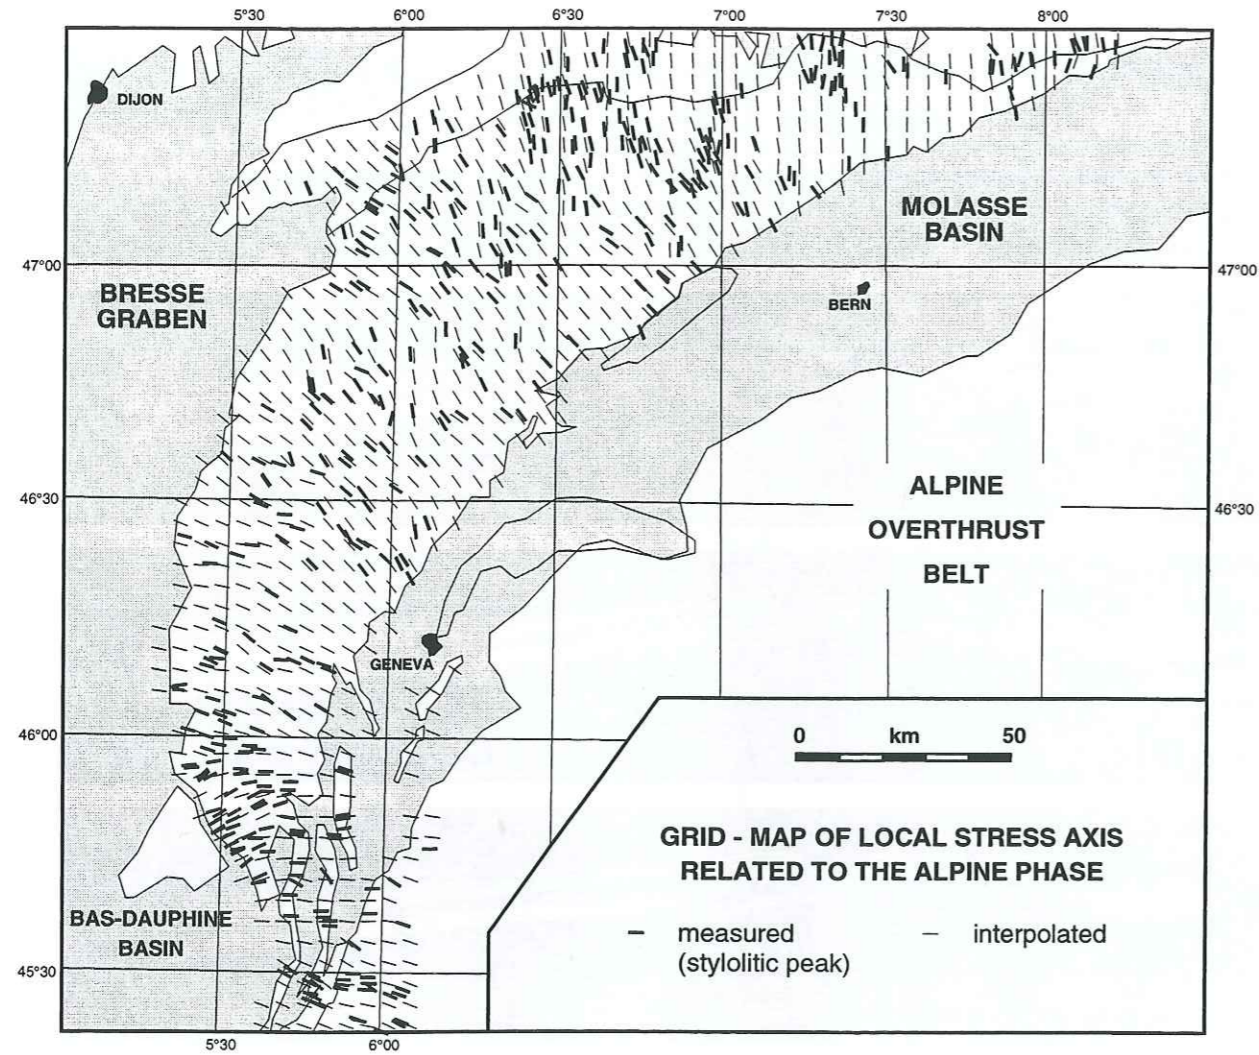 5°30 6°00 6°30 7°00 7°30 8°00
DIJON
MOLASSE
BASIN
47°00
47°00
BRESSE
GRABEN
BERN
46°30
46°30
ALPINE
OVERTHRUST
BELT
GENEVA
46°00
0 km 50
GRID - MAP OF LOCAL STRESS AXIS
RELATED TO THE ALPINE PHASE
BAS-DAUPHINE
BASIN
measured
(stylolitic peak)
interpolated
45°30
5°30 6°00